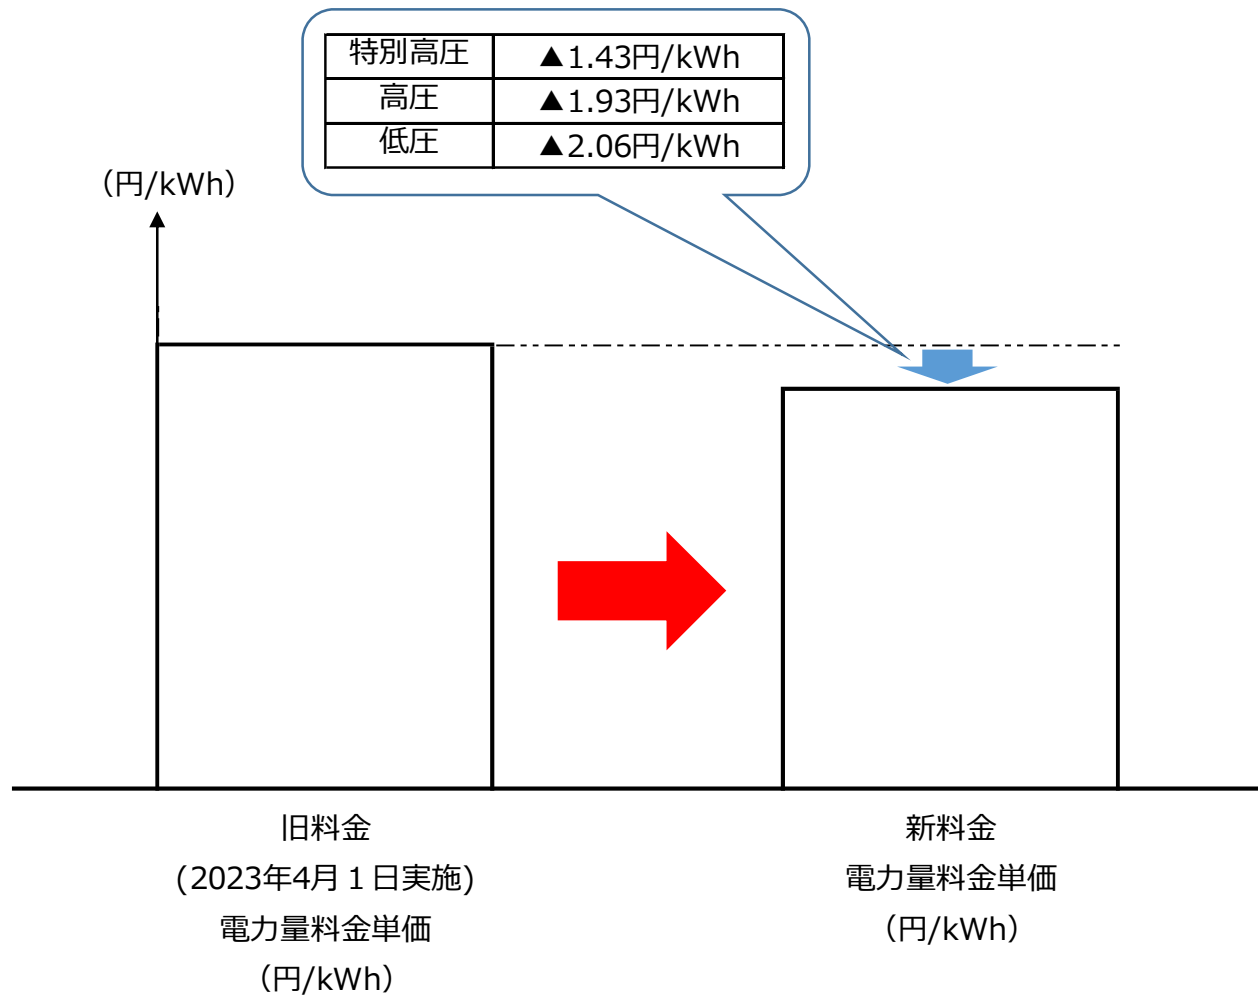 特別高圧 ▲1.43円/kWh
高圧 ▲1.93円/kWh
低圧 ▲2.06円/kWh
（円/kWh）
旧料金
(2023年4月１日実施)
電力量料金単価
（円/kWh）
新料金
電力量料金単価
（円/kWh）